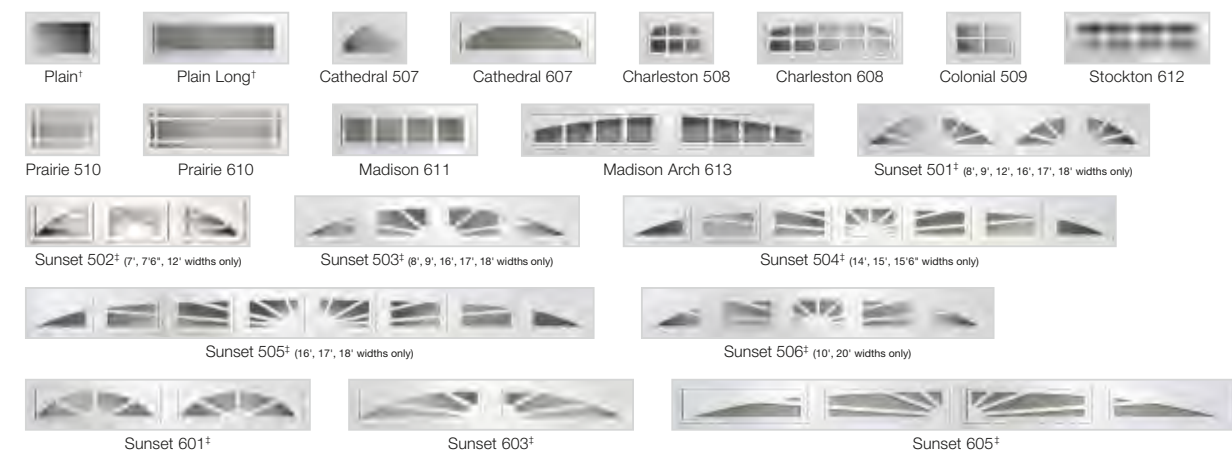 Plain† Plain Long† Cathedral 507 Cathedral 607 Charleston 508 Charleston 608 Colonial 509 Stockton 612
Prairie 510 Prairie 610 Madison 611 Madison Arch 613 Sunset 501‡ (8', 9', 12', 16', 17', 18' widths only)
Sunset 502‡ (7', 7'6", 12' widths only) Sunset 503‡ (8', 9', 16', 17', 18' widths only) Sunset 504‡ (14', 15', 15'6" widths only)
Sunset 505‡ (16', 17', 18' widths only) Sunset 506‡ (10', 20' widths only)
Sunset 601‡ Sunset 603‡ Sunset 605‡